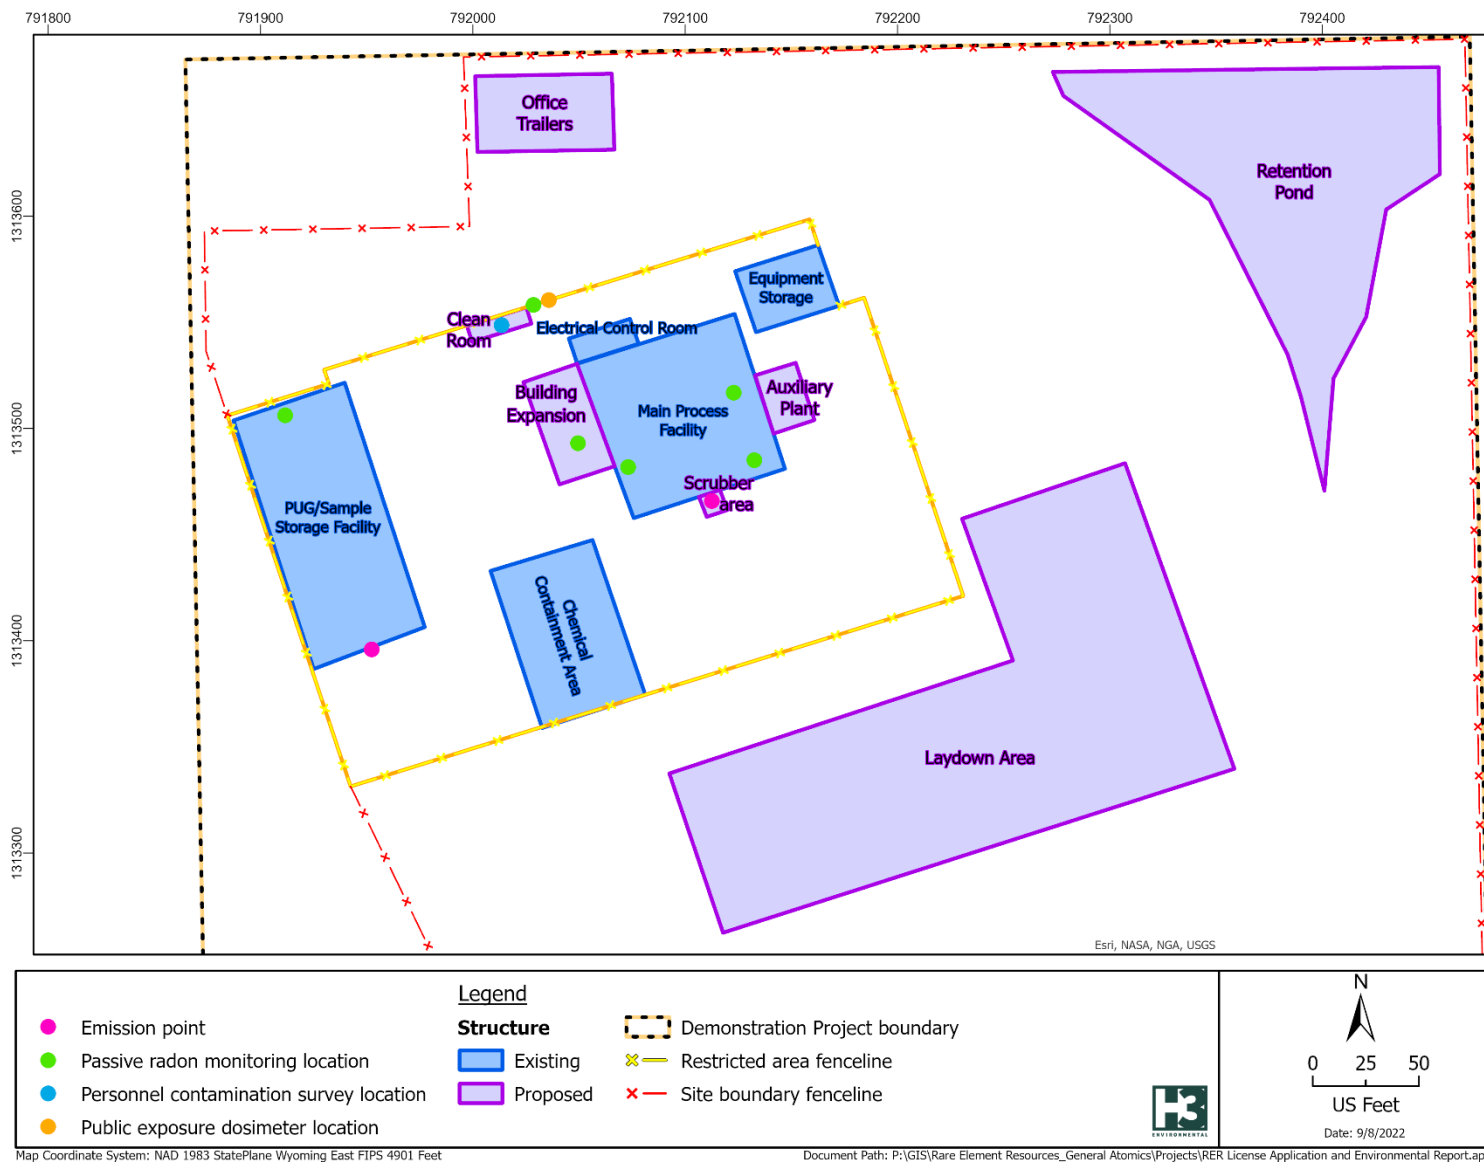 791800 791900 792000 792100 792200 792300 792400
1313600
1313500
1313400
1313300
Office
Trailers
Retention
Pond
Equipment
Storage
Clean
Room
Electrical Control Room
Building
Expansion
Main Process
Facility
Auxiliary
Plant
Scrubber
area
PUG/Sample
Storage Facility
Chemical
Containment Area
Laydown Area
Esri, NASA, NGA, USGS
Legend
Emission point
Passive radon monitoring location
Personnel contamination survey location
Public exposure dosimeter location
Structure
Existing
Proposed
Demonstration Project boundary
Restricted area fenceline
Site boundary fenceline
H3
ENVIRONMENTAL
N
0 25 50
US Feet
Date: 9/8/2022
Map Coordinate System: NAD 1983 StatePlane Wyoming East FIPS 4901 Feet
Document Path: P:\GIS\Rare Element Resources_General Atomics\Projects\RER License Application and Environmental Report.ap